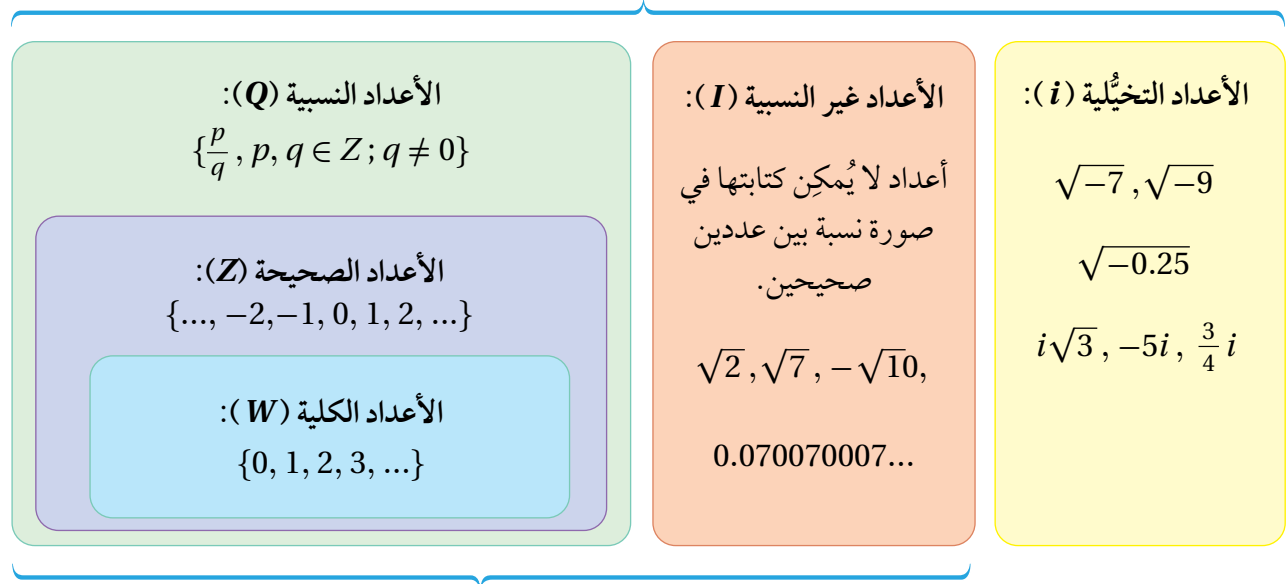 الأعداد النسبية (Q):
{p/q , p, q ∈ Z ; q ≠ 0}
الأعداد الصحيحة (Z):
{..., −2,−1, 0, 1, 2, ...}
الأعداد الكلية (W):
{0, 1, 2, 3, ...}
الأعداد غير النسبية (I):
أعداد لا يُمكِن كتابتها في
صورة نسبة بين عددين
صحيحين.
√2 ,√7 , −√10,
0.070070007...
الأعداد التخيُّلية (i):
√−7 ,√−9
√−0.25
i√3 , −5i , 3/4 i